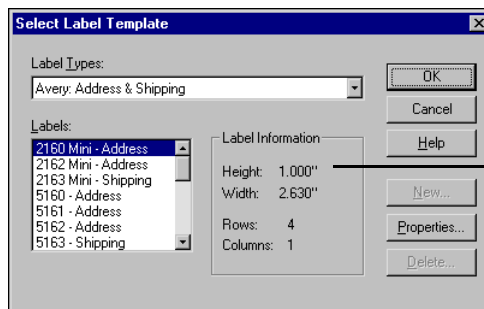 Select Label Template
Label Types:
Avery: Address & Shipping
Labels:
2160 Mini - Address
2162 Mini - Address
2163 Mini - Shipping
5160 - Address
5161 - Address
5162 - Address
5163 - Shipping
Label Information
Height: 1.000"
Width: 2.630"
Rows: 4
Columns: 1
OK
Cancel
Help
New...
Properties...
Delete...